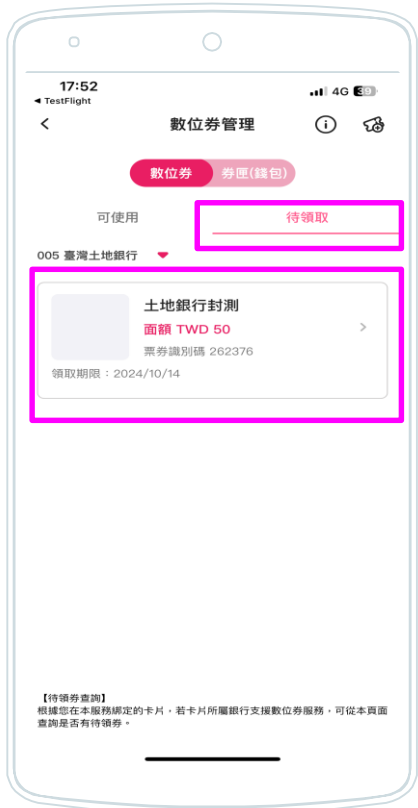 17:52
TestFlight
4G 39
數位券管理
數位券 券匣(錢包)
可使用 待領取
005 臺灣土地銀行
土地銀行封測
面額 TWD 50
票券識別碼 262376
領取期限：2024/10/14
【待領券查詢】
根據您在本服務綁定的卡片，若卡片所屬銀行支援數位券服務，可從本頁面
查詢是否有待領券。